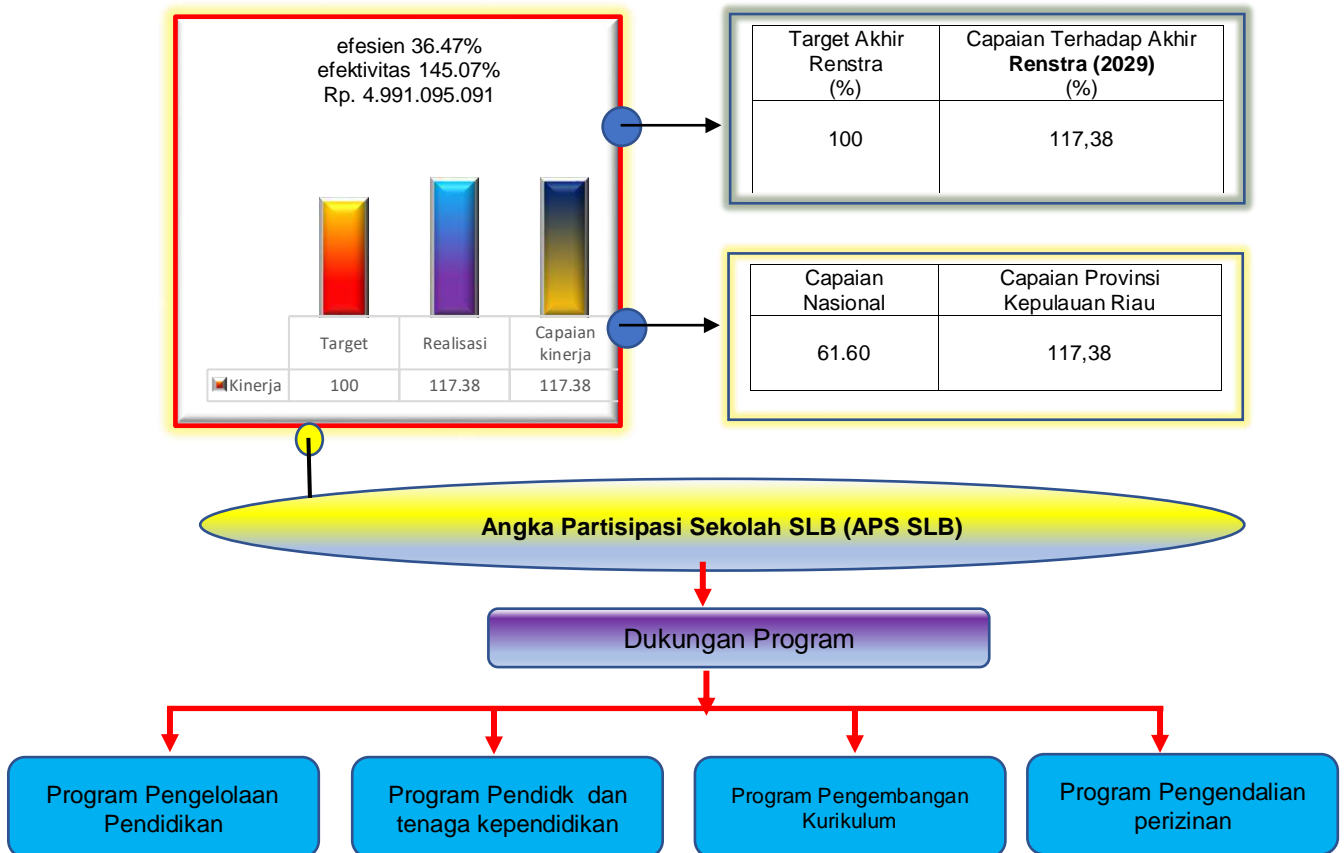 efesien 36.47%
efektivitas 145.07%
Rp. 4.991.095.091
Target Realisasi Capaian
kinerja
Kinerja 100 117.38 117.38
Target Akhir
Renstra
(%)
Capaian Terhadap Akhir
Renstra (2029)
(%)
100 117,38
Capaian
Nasional
Capaian Provinsi
Kepulauan Riau
61.60 117,38
Angka Partisipasi Sekolah SLB (APS SLB)
Dukungan Program
Program Pengelolaan
Pendidikan
Program Pendidk dan
tenaga kependidikan
Program Pengembangan
Kurikulum
Program Pengendalian
perizinan